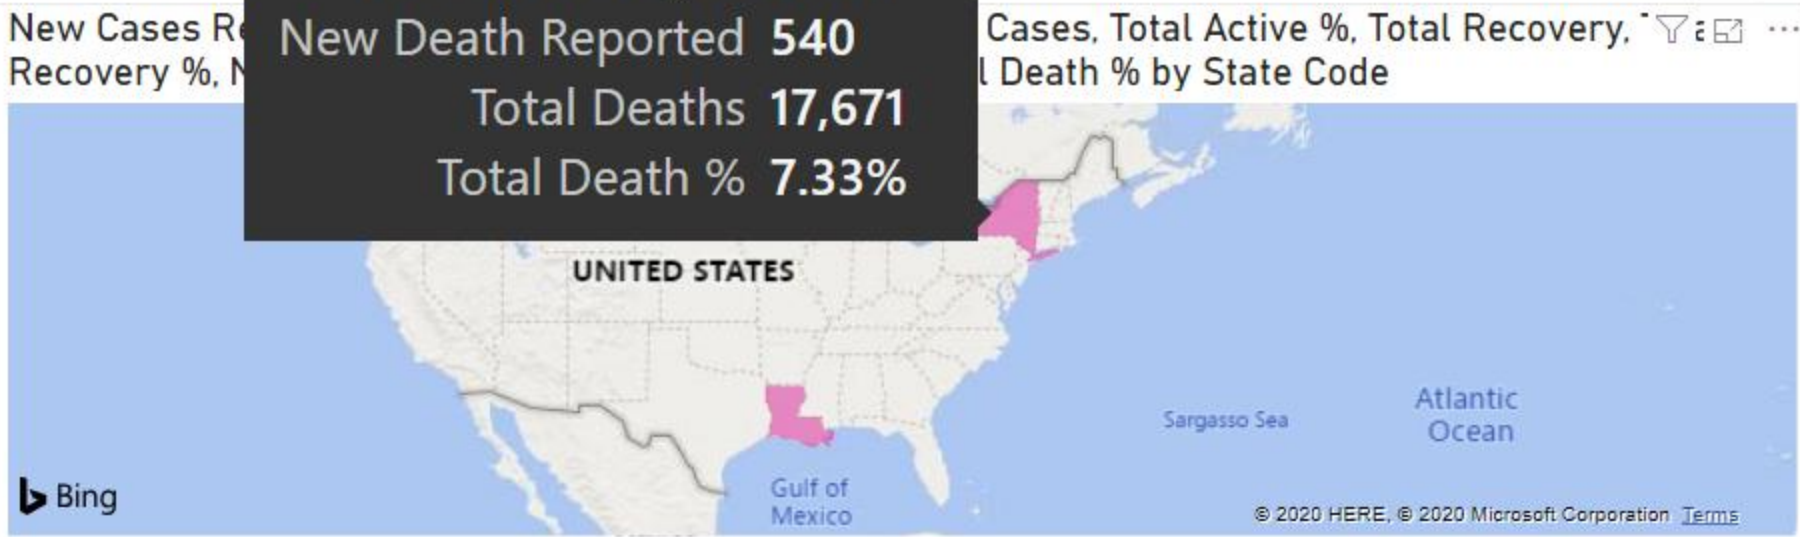 New Cases Re
Cases, Total Active %, Total Recovery,
Recovery %, N
l Death % by State Code
New Death Reported 540
Total Deaths 17,671
Total Death % 7.33%
UNITED STATES
Atlantic
Ocean
Sargasso Sea
Gulf of
Mexico
Bing
© 2020 HERE, © 2020 Microsoft Corporation Terms